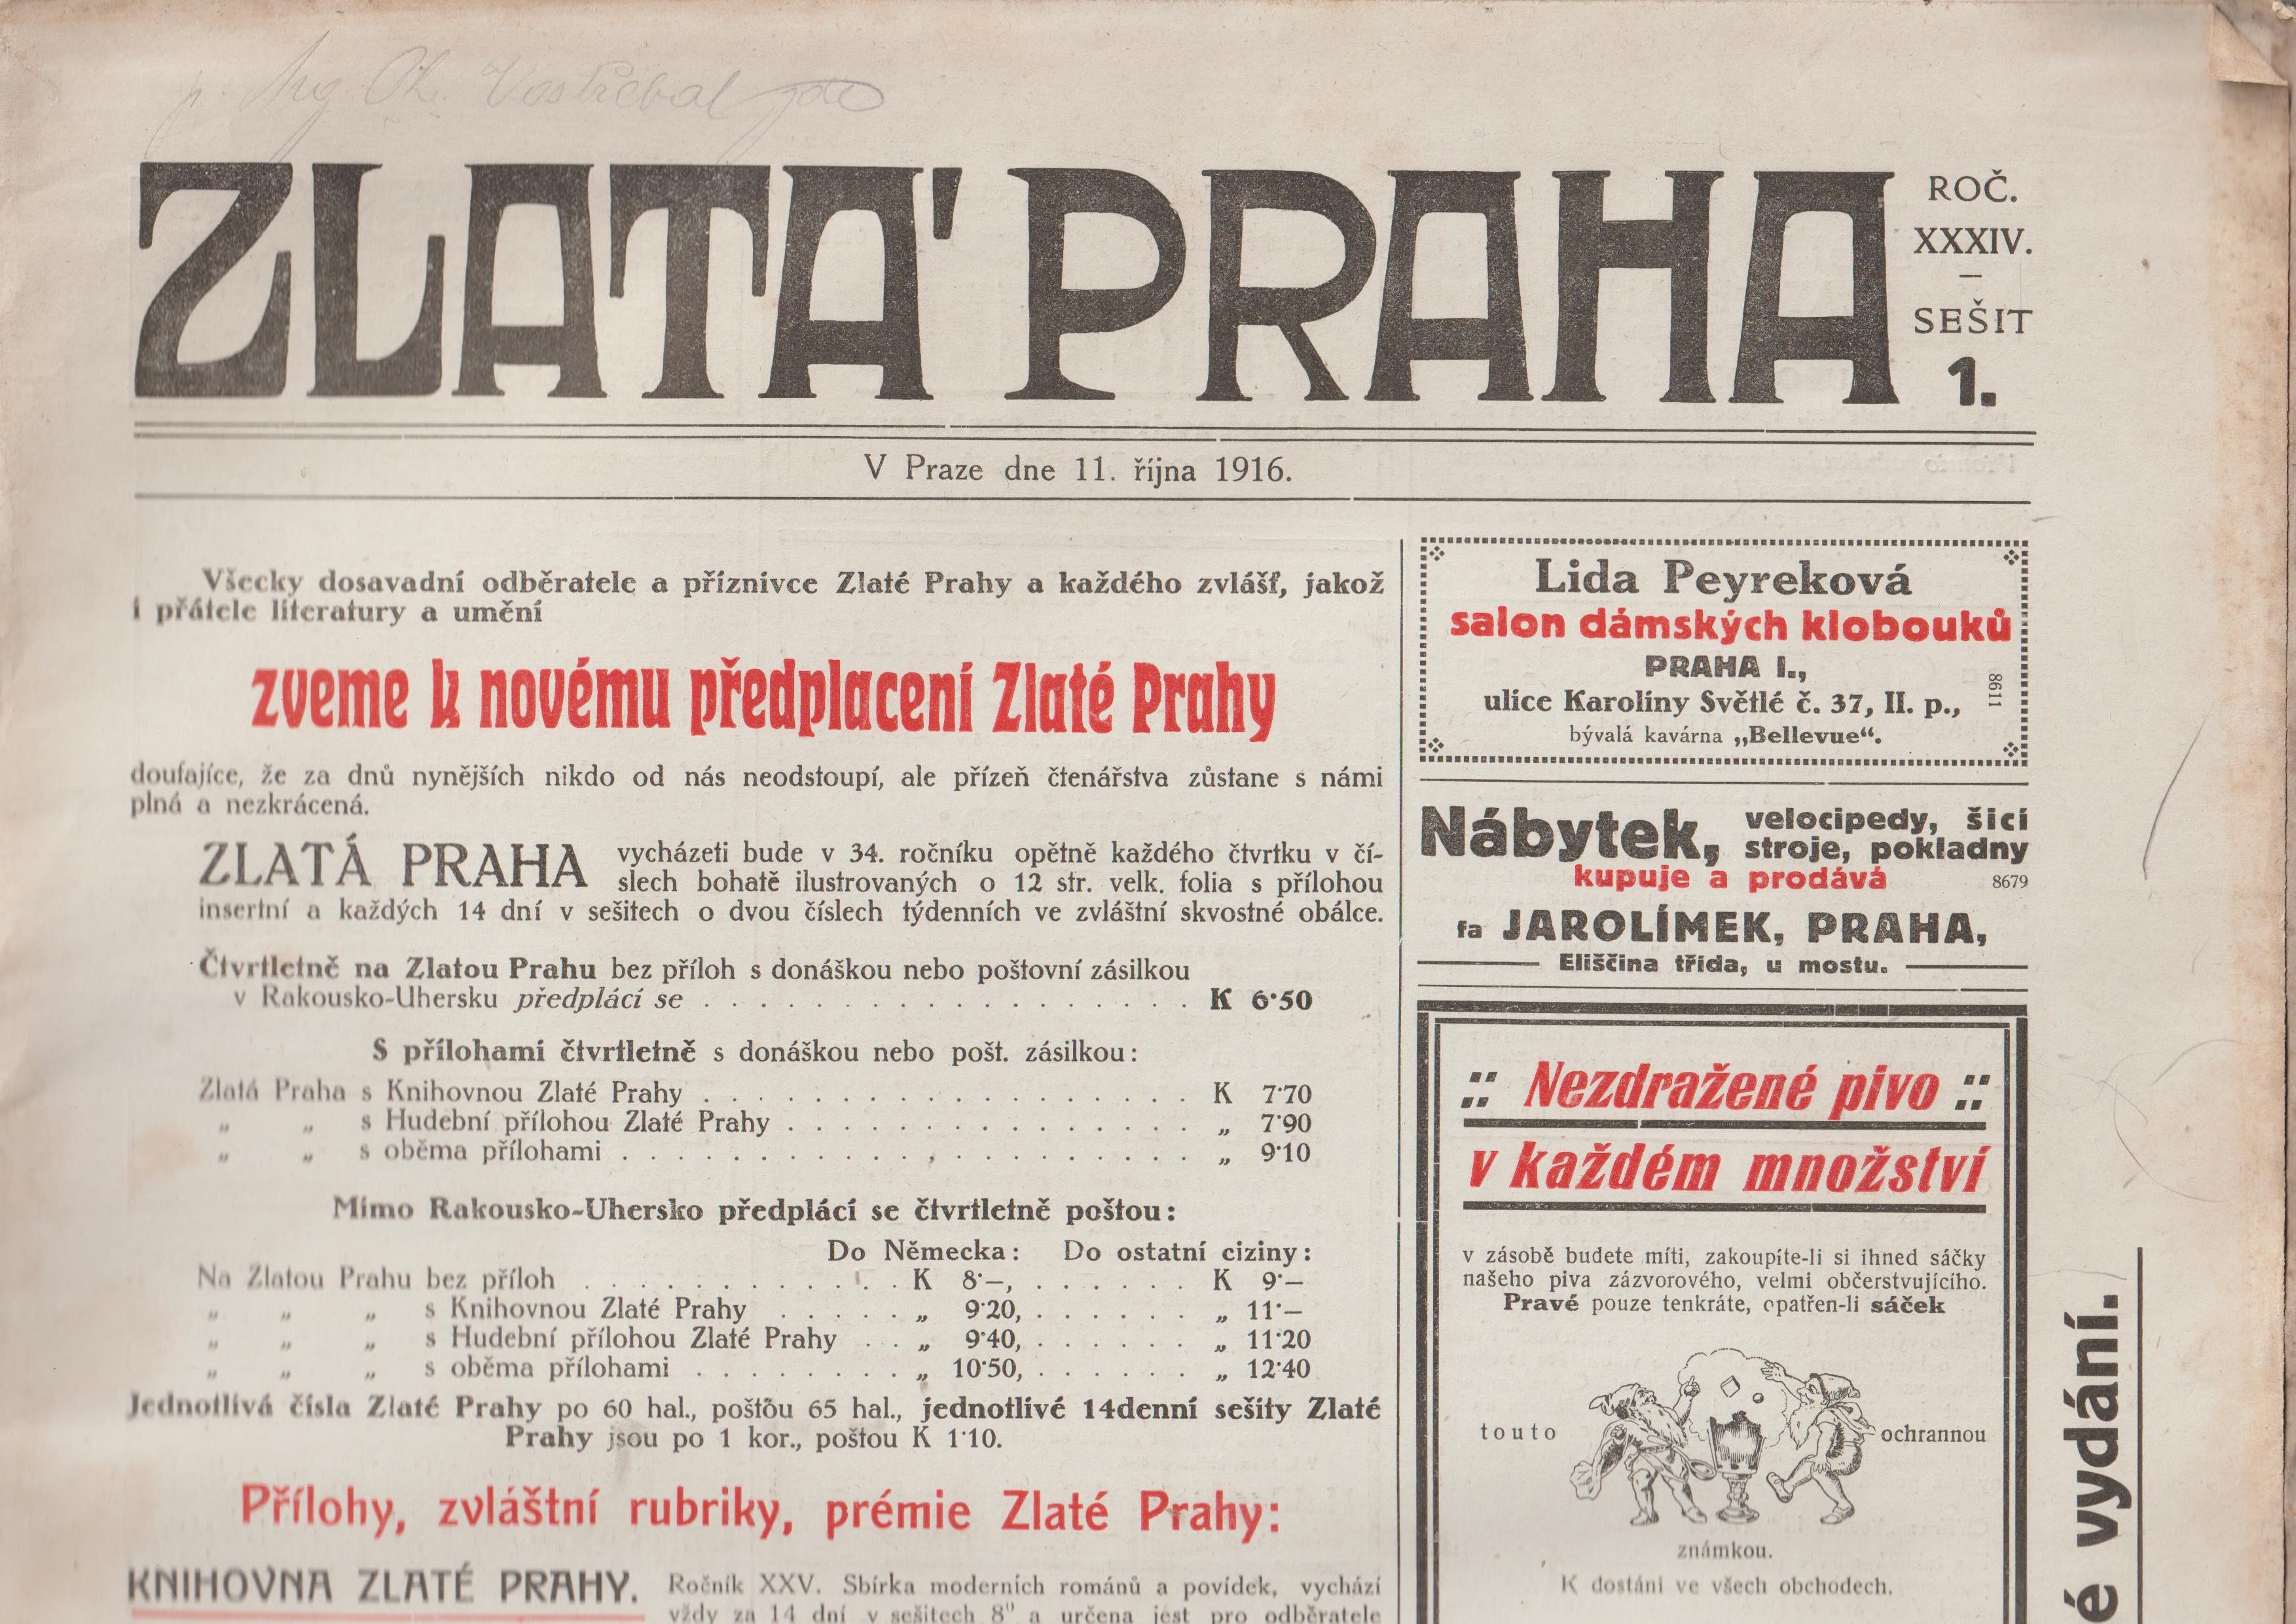 Ing. Vostřebal
ZLATÁ PRAHA
ROČ.
XXXIV.
—
SEŠIT
1.
V Praze dne 11. října 1916.
Všecky dosavadní odběratele a příznivce Zlaté Prahy a každého zvlášť, jakož
i přátele literatury a umění
zveme k novému předplacení Zlaté Prahy
doufajíce, že za dnů nynějších nikdo od nás neodstoupí, ale přízeň čtenářstva zůstane s námi
plná a nezkrácená.
ZLATÁ PRAHA vycházeti bude v 34. ročníku opětně každého čtvrtku v čí-
slech bohatě ilustrovaných o 12 str. velk. folia s přílohou
insertní a každých 14 dní v sešitech o dvou číslech týdenních ve zvláštní skvostné obálce.
Čtvrtletně na Zlatou Prahu bez příloh s donáškou nebo poštovní zásilkou
v Rakousko-Uhersku předplácí se . . . . . . . . . . . . . . . . . . K 6·50
S přílohami čtvrtletně s donáškou nebo pošt. zásilkou:
Zlatá Praha s Knihovnou Zlaté Prahy . . . . . . . . . . . . . . . . . . K 7·70
„ „ s Hudební přílohou Zlaté Prahy . . . . . . . . . . . . . . . „ 7·90
„ „ s oběma přílohami . . . . . . . . . . . . . . . . . . . . . „ 9·10
Mimo Rakousko-Uhersko předplácí se čtvrtletně poštou:
Do Německa: Do ostatní ciziny:
Na Zlatou Prahu bez příloh . . . . . . . . . . . . K 8·—, . . . . . . K 9·—
„ „ „ s Knihovnou Zlaté Prahy . . . . . „ 9·20, . . . . . . . „ 11·—
„ „ „ s Hudební přílohou Zlaté Prahy . . „ 9·40, . . . . . . . „ 11·20
„ „ „ s oběma přílohami . . . . . . . . „ 10·50, . . . . . . . „ 12·40
Jednotlivá čísla Zlaté Prahy po 60 hal., poštou 65 hal., jednotlivé 14denní sešity Zlaté
Prahy jsou po 1 kor., poštou K 1·10.
Přílohy, zvláštní rubriky, prémie Zlaté Prahy:
KNIHOVNA ZLATÉ PRAHY. Ročník XXV. Sbírka moderních románů a povídek, vychází
vždy za 14 dní v sešitech 8⁰ a určena jest pro odběratele
Lida Peyreková
salon dámských klobouků
PRAHA I.,
ulice Karoliny Světlé č. 37, II. p.,
bývalá kavárna „Bellevue“.
8611
Nábytek, velocipedy, šicí
stroje, pokladny
kupuje a prodává
8679
fa JAROLÍMEK, PRAHA,
Eliščina třída, u mostu.
:: Nezdražené pivo ::
v každém množství
v zásobě budete míti, zakoupíte-li si ihned sáčky
našeho piva zázvorového, velmi občerstvujícího.
Pravé pouze tenkráte, opatřen-li sáček
touto ochrannou
známkou.
K dostání ve všech obchodech.
é vydání.